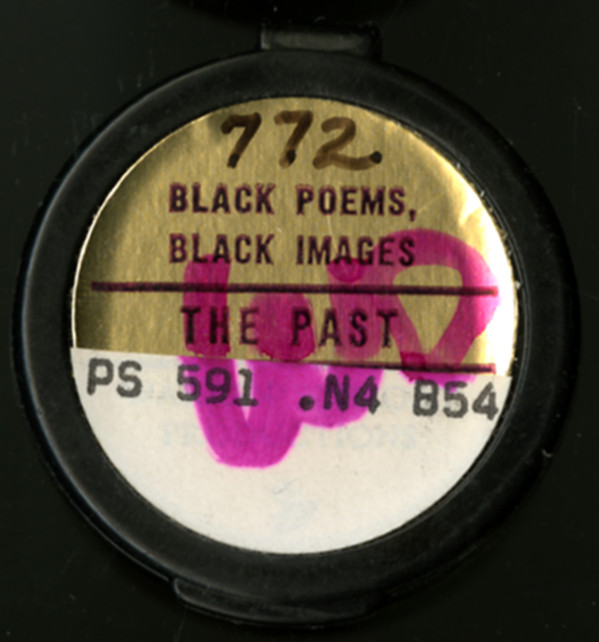 772.
BLACK POEMS,
BLACK IMAGES
THE PAST
PS 591 .N4 B54